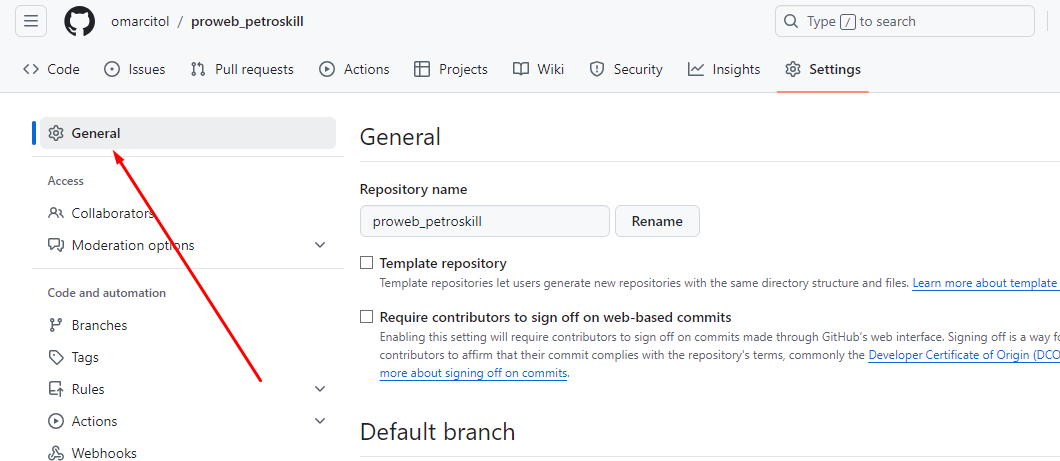 omarcitol / proweb_petroskill
Type / to search
Code Issues Pull requests Actions Projects Wiki Security Insights Settings
General
Access
Collaborators
Moderation options
Code and automation
Branches
Tags
Rules
Actions
Webhooks
General
Repository name
proweb_petroskill Rename
Template repository
Template repositories let users generate new repositories with the same directory structure and files. Learn more about template
Require contributors to sign off on web-based commits
Enabling this setting will require contributors to sign off on commits made through GitHub's web interface. Signing off is a way fo
contributors to affirm that their commit complies with the repository's terms, commonly the Developer Certificate of Origin (DCO
more about signing off on commits.
Default branch